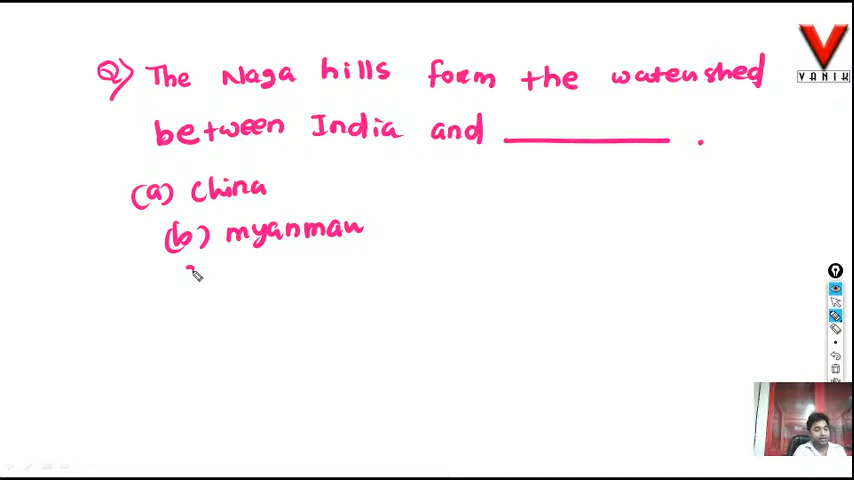 Q) The Naga hills form the watershed
VANIK
between India and ________ .
(a) China
(b) myanmar